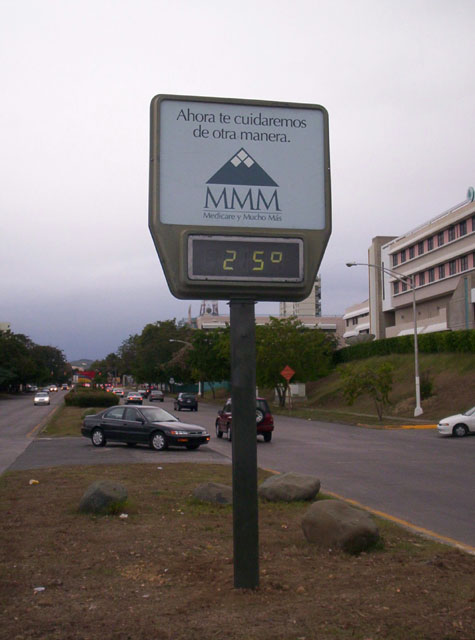 Ahora te cuidaremos
de otra manera.
MMM
Medicare y Mucho Más
25°